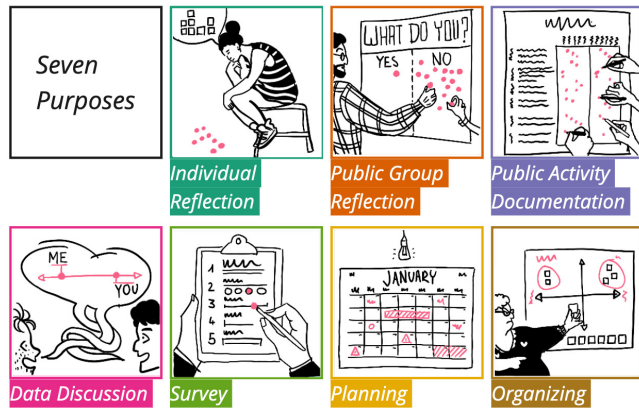 Seven
Purposes
WHAT DO YOU?
YES
NO
Individual
Reflection
Public Group
Reflection
Public Activity
Documentation
ME
YOU
1
2
3
4
5
JANUARY
Data Discussion
Survey
Planning
Organizing